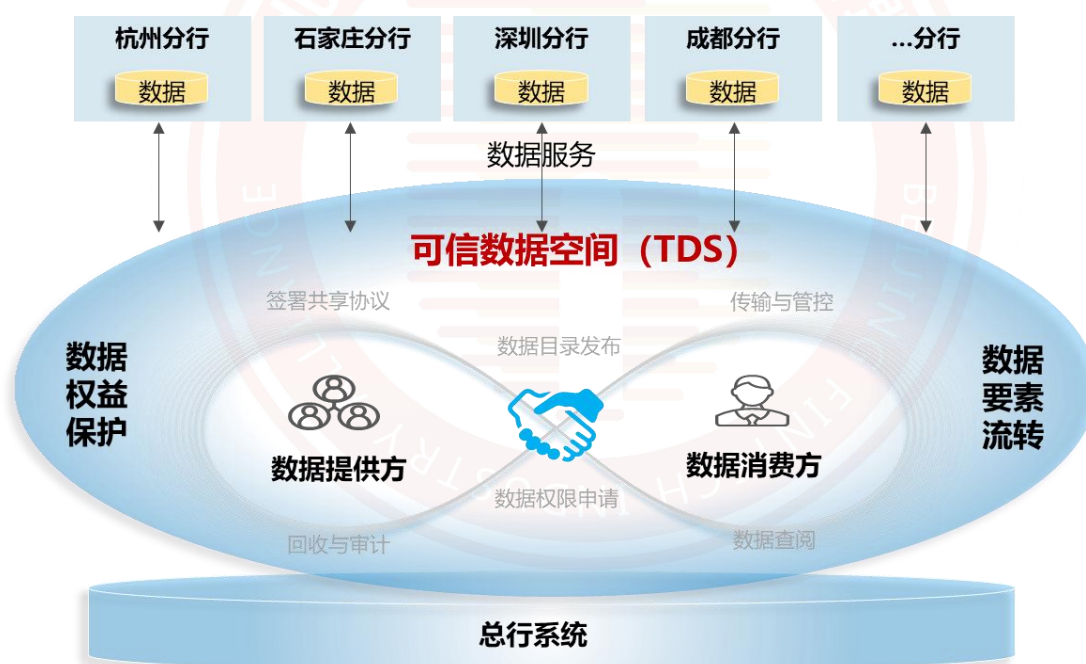 杭州分行
石家庄分行
深圳分行
成都分行
...分行
数据
数据
数据
数据
数据
数据服务
可信数据空间（TDS）
签署共享协议
传输与管控
数据目录发布
数据
权益
保护
数据
要素
流转
数据提供方
数据消费方
数据权限申请
回收与审计
数据查阅
总行系统